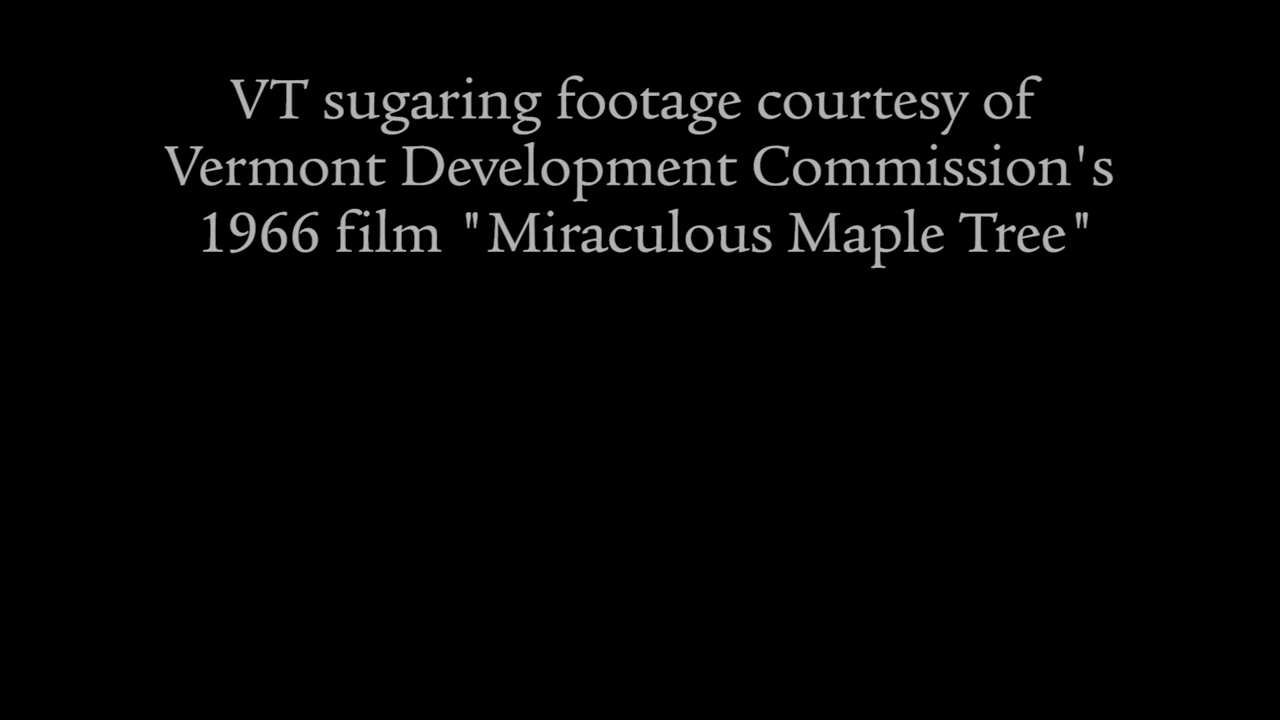 VT sugaring footage courtesy of
Vermont Development Commission's
1966 film "Miraculous Maple Tree"